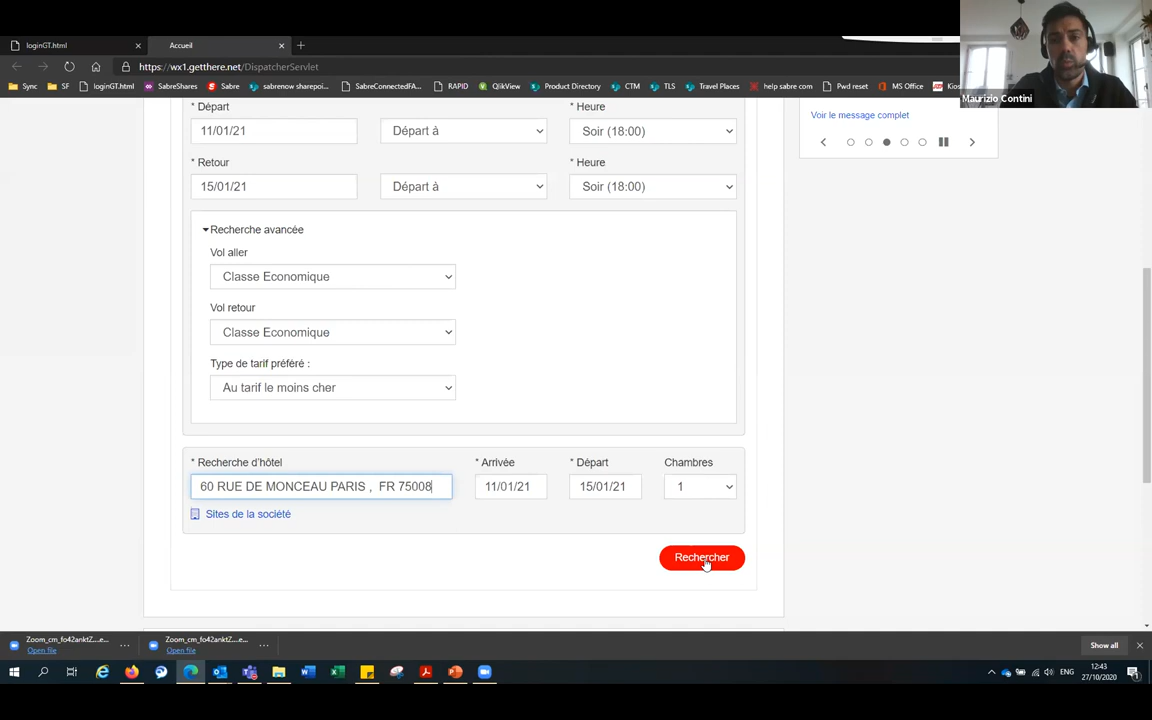 loginGT.html
Accueil
https://wx1.getthere.net/DispatcherServlet
Sync
SF
loginGT.html
SabreShares
Sabre
sabrenow sharepoi...
SabreConnectedFA...
RAPID
QlikView
Product Directory
CTM
TLS
Travel Places
help sabre com
Pwd reset
MS Office
Maurizio Contini
* Départ
* Heure
Voir le message complet
11/01/21
Départ à
Soir (18:00)
* Retour
* Heure
15/01/21
Départ à
Soir (18:00)
Recherche avancée
Vol aller
Classe Economique
Vol retour
Classe Economique
Type de tarif préféré :
Au tarif le moins cher
* Recherche d'hôtel
* Arrivée
* Départ
Chambres
60 RUE DE MONCEAU PARIS , FR 75008
11/01/21
15/01/21
1
Sites de la société
Rechercher
Zoom_cm_fo42anktZ....e...
Open file
Zoom_cm_fo42anktZ....e...
Open file
Show all
ENG
12:43
27/10/2020